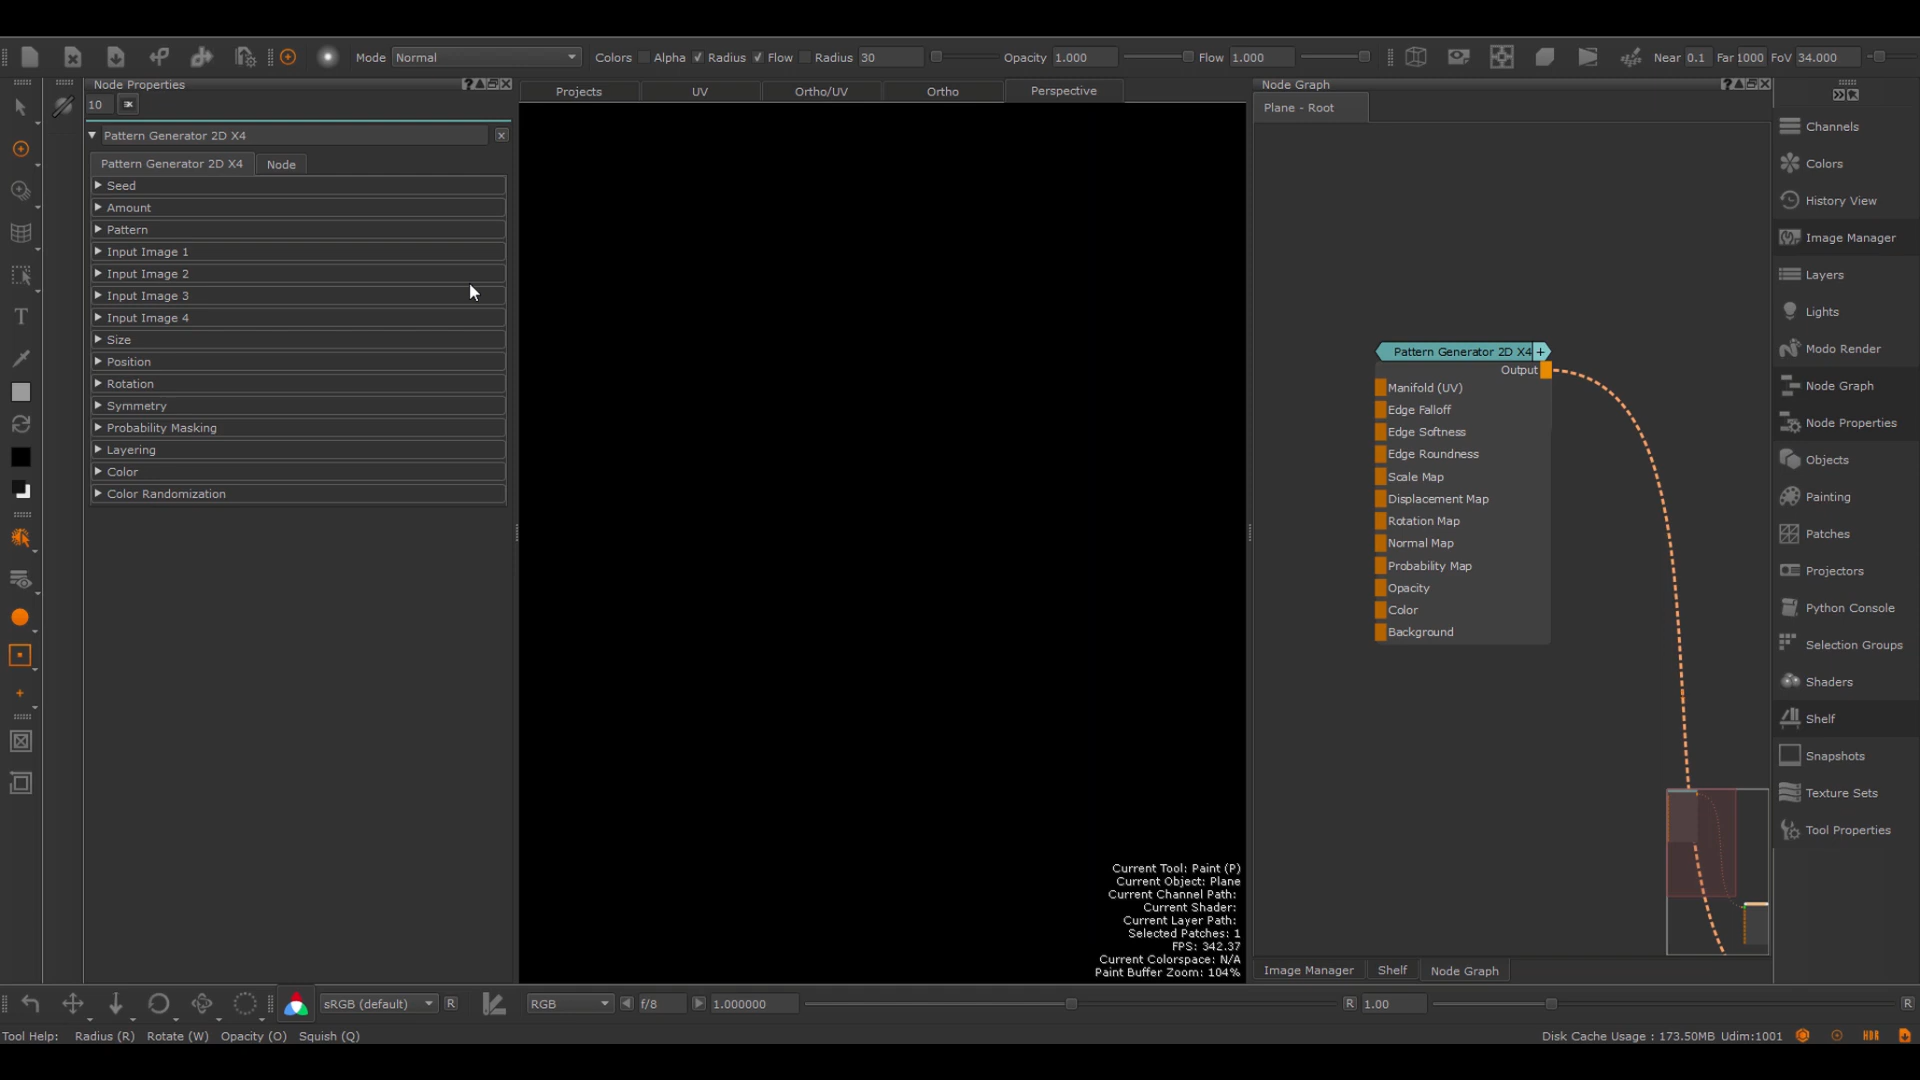 Mode Normal Colors Alpha Radius Flow Radius 30 Opacity 1.000 Flow 1.000 Near 0.1 Far 1000 FoV 34.000
Node Properties
10
Pattern Generator 2D X4
Pattern Generator 2D X4 Node
Seed
Amount
Pattern
Input Image 1
Input Image 2
Input Image 3
Input Image 4
Size
Position
Rotation
Symmetry
Probability Masking
Layering
Color
Color Randomization
T
Projects UV Ortho/UV Ortho Perspective
Current Tool: Paint (P)
Current Object: Plane
Current Channel Path:
Current Shader:
Current Layer Path:
Selected Patches: 1
FPS: 342.37
Current Colorspace: N/A
Paint Buffer Zoom: 104%
Node Graph
Plane - Root
Pattern Generator 2D X4 +
Output
Manifold (UV)
Edge Falloff
Edge Softness
Edge Roundness
Scale Map
Displacement Map
Rotation Map
Normal Map
Probability Map
Opacity
Color
Background
Image Manager Shelf Node Graph
Channels
Colors
History View
Image Manager
Layers
Lights
Modo Render
Node Graph
Node Properties
Objects
Painting
Patches
Projectors
Python Console
Selection Groups
Shaders
Shelf
Snapshots
Texture Sets
Tool Properties
sRGB (default) R RGB f/8 1.000000 R 1.00 R
Tool Help: Radius (R) Rotate (W) Opacity (O) Squish (Q)
Disk Cache Usage : 173.50MB Udim:1001 HDR